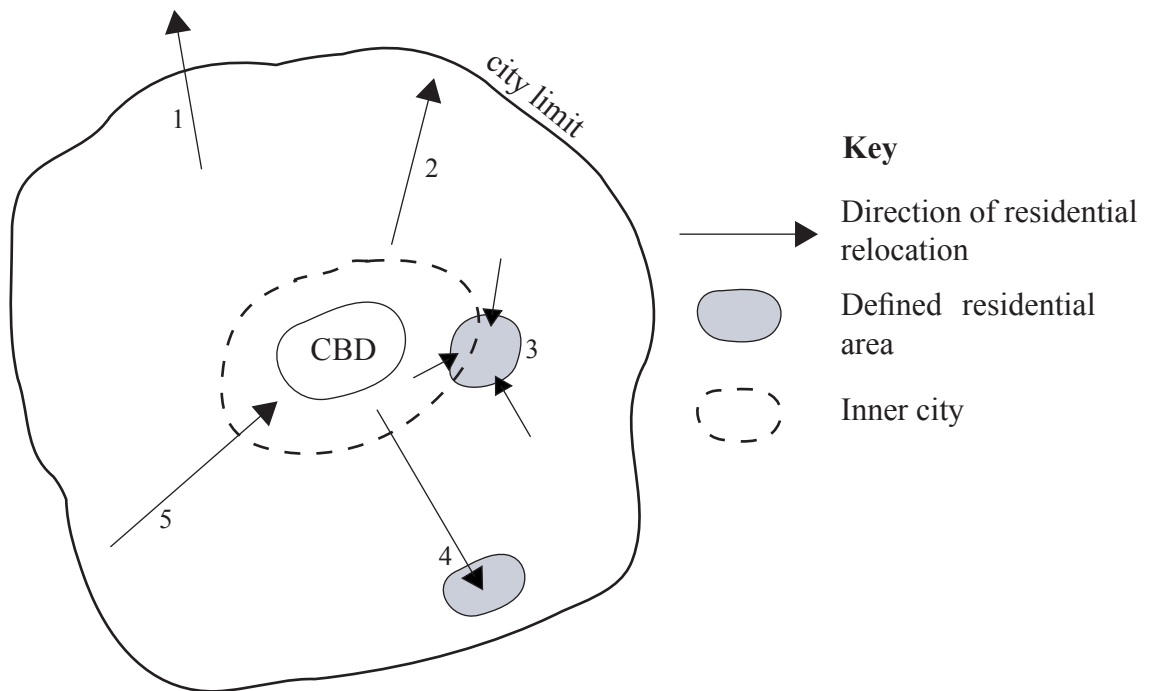 1
city limit
2
CBD
3
4
5
Key
Direction of residential
relocation
Defined residential
area
Inner city